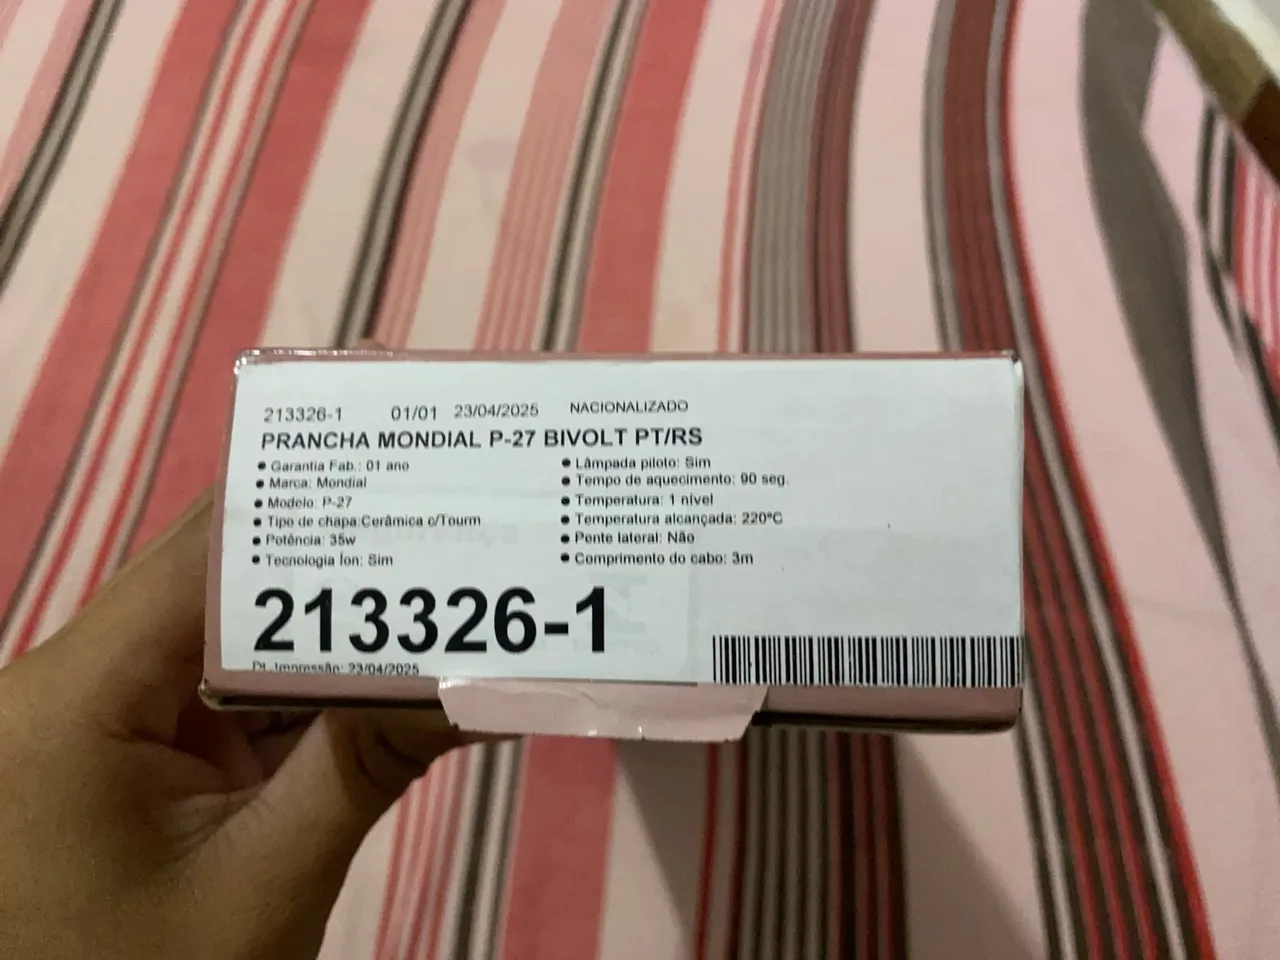 213326-1 01/01 23/04/2025 NACIONALIZADO
PRANCHA MONDIAL P-27 BIVOLT PT/RS
● Garantia Fab.: 01 ano
● Marca: Mondial
● Modelo: P-27
● Tipo de chapa:Cerâmica c/Tourm
● Potência: 35w
● Tecnologia Íon: Sim
● Lâmpada piloto: Sim
● Tempo de aquecimento: 90 seg.
● Temperatura: 1 nível
● Temperatura alcançada: 220ºC
● Pente lateral: Não
● Comprimento do cabo: 3m
213326-1
Dt. Impressão: 23/04/2025